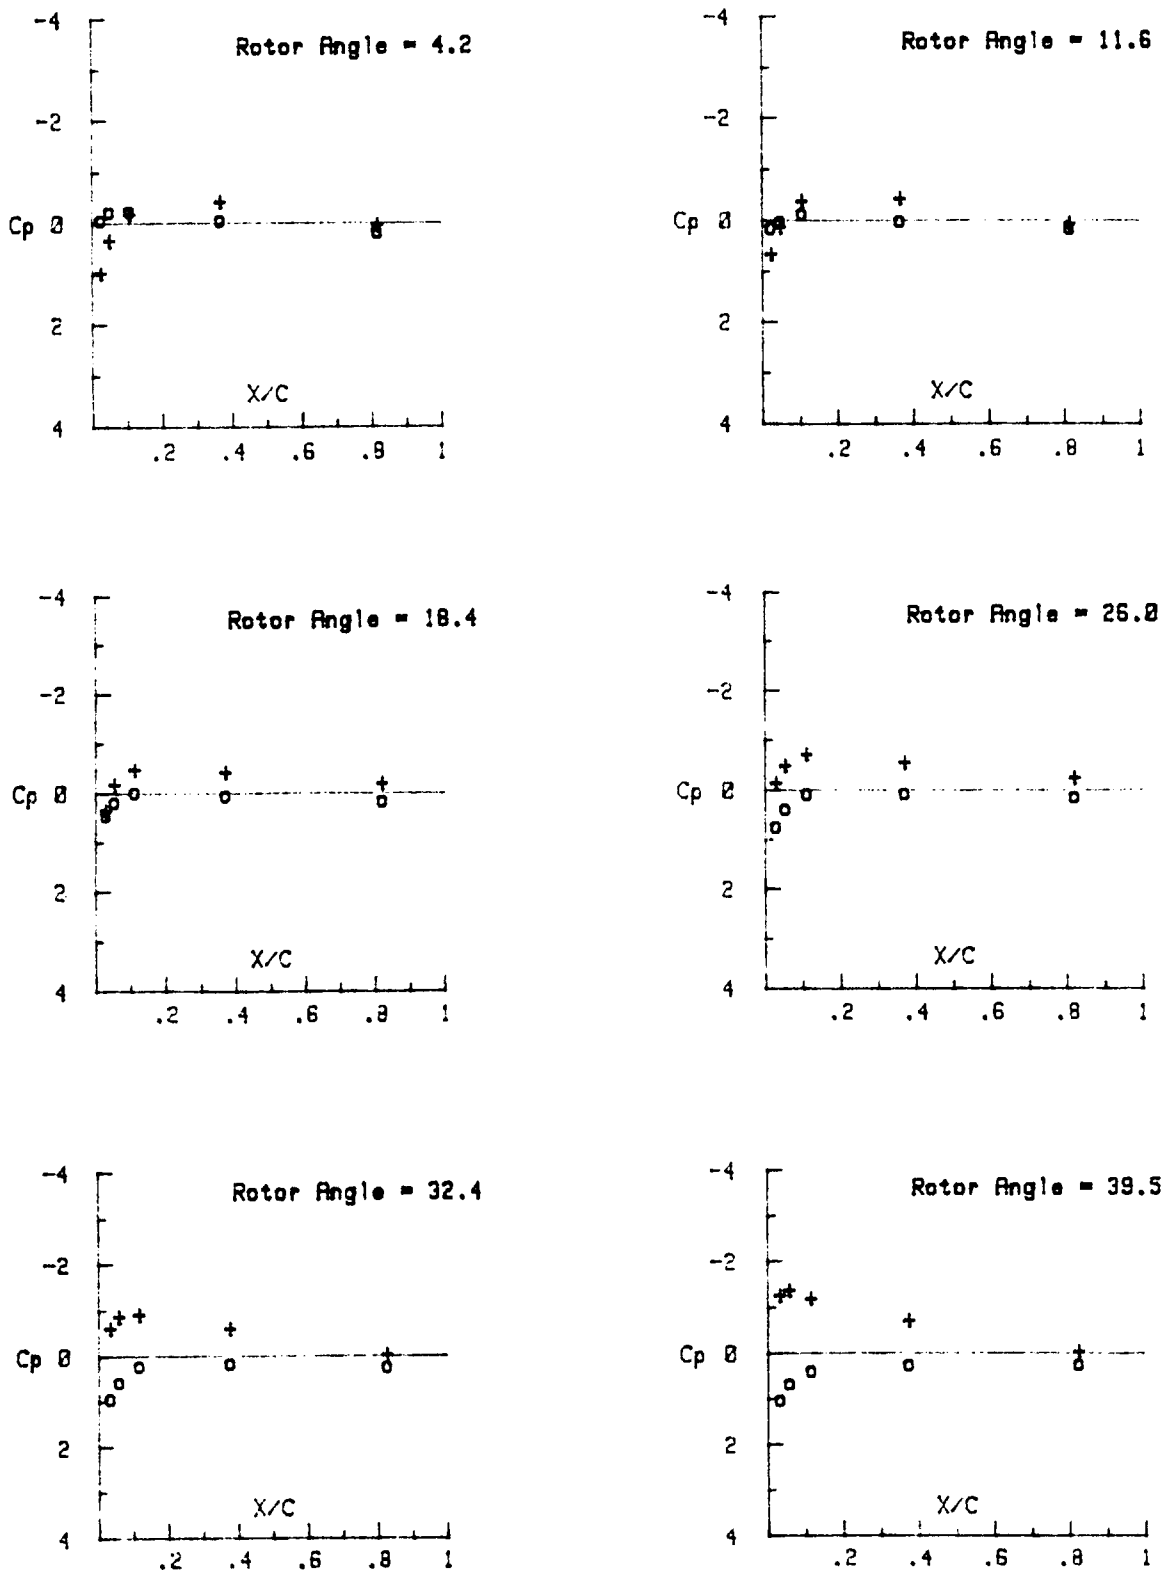 Rotor Angle = 4.2
-4
-2
Cp 0
2
4
X/C
.2 .4 .6 .8 1
Rotor Angle = 11.6
-4
-2
Cp 0
2
4
X/C
.2 .4 .6 .8 1
Rotor Angle = 18.4
-4
-2
Cp 0
2
4
X/C
.2 .4 .6 .8 1
Rotor Angle = 26.0
-4
-2
Cp 0
2
4
X/C
.2 .4 .6 .8 1
Rotor Angle = 32.4
-4
-2
Cp 0
2
4
X/C
.2 .4 .6 .8 1
Rotor Angle = 39.5
-4
-2
Cp 0
2
4
X/C
.2 .4 .6 .8 1